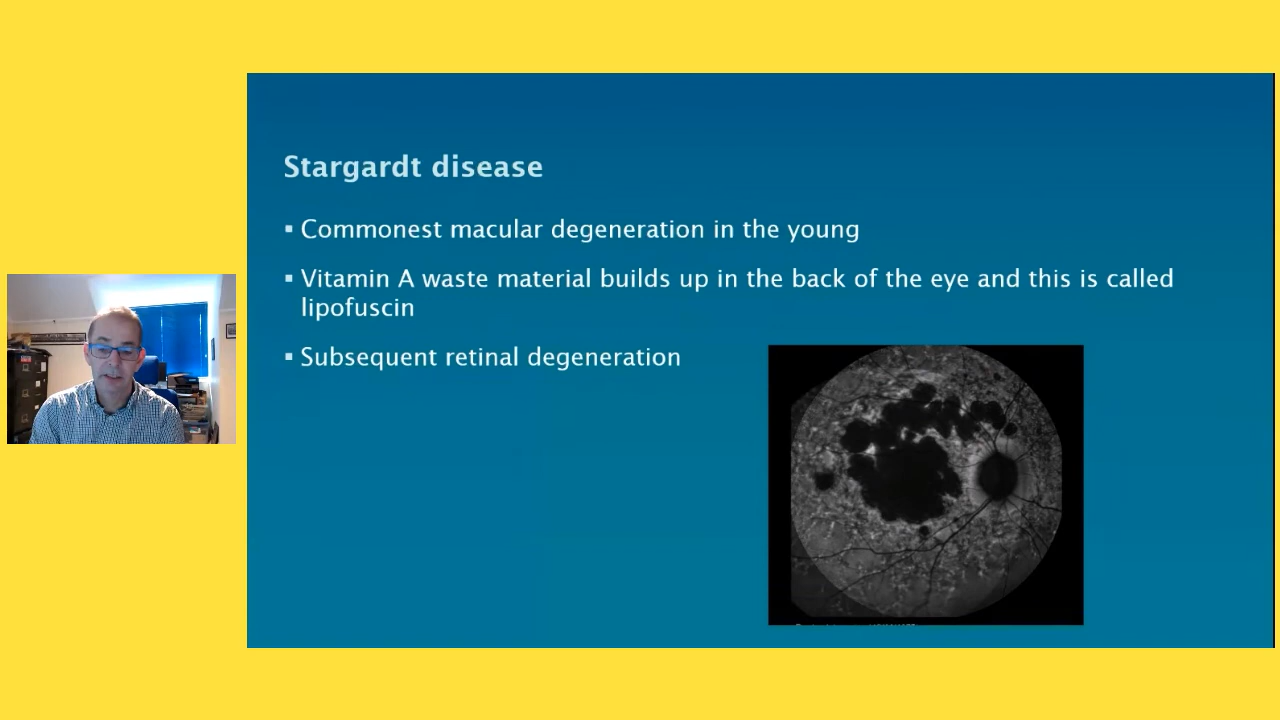 Stargardt disease
▪ Commonest macular degeneration in the young
▪ Vitamin A waste material builds up in the back of the eye and this is called
lipofuscin
▪ Subsequent retinal degeneration